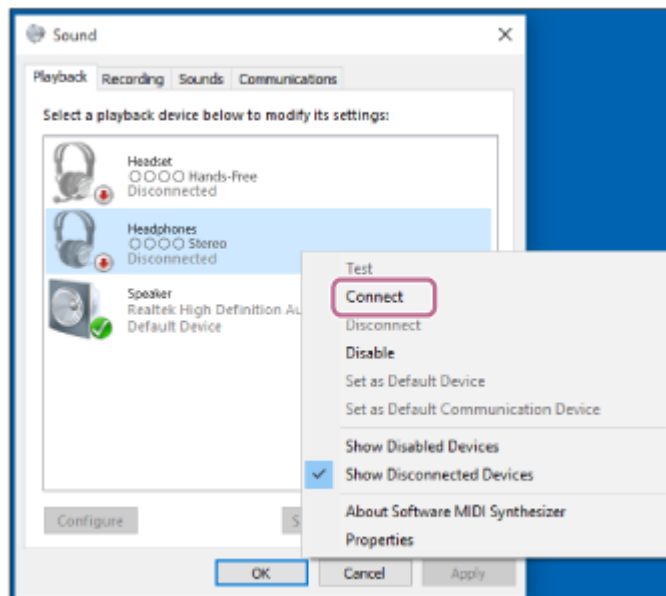 Sound
Playback Recording Sounds Communications
Select a playback device below to modify its settings:
Headset
○○○○ Hands-Free
Disconnected
Headphones
○○○○ Stereo
Disconnected
Speaker
Realtek High Definition
Default Device
Test
Connect
Disconnect
Disable
Set as Default Device
Set as Default Communication Device
Show Disabled Devices
Show Disconnected Devices
About Software MIDI Synthesizer
Properties
Configure
OK Cancel Apply